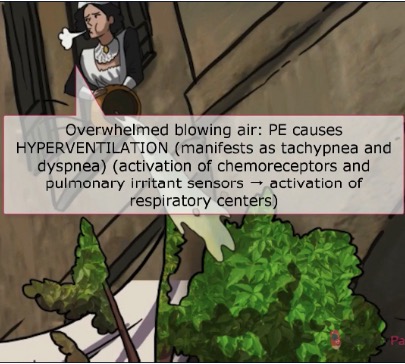 Overwhelmed blowing air: PE causes
HYPERVENTILATION (manifests as tachypnea and
dyspnea) (activation of chemoreceptors and
pulmonary irritant sensors → activation of
respiratory centers)
Pa